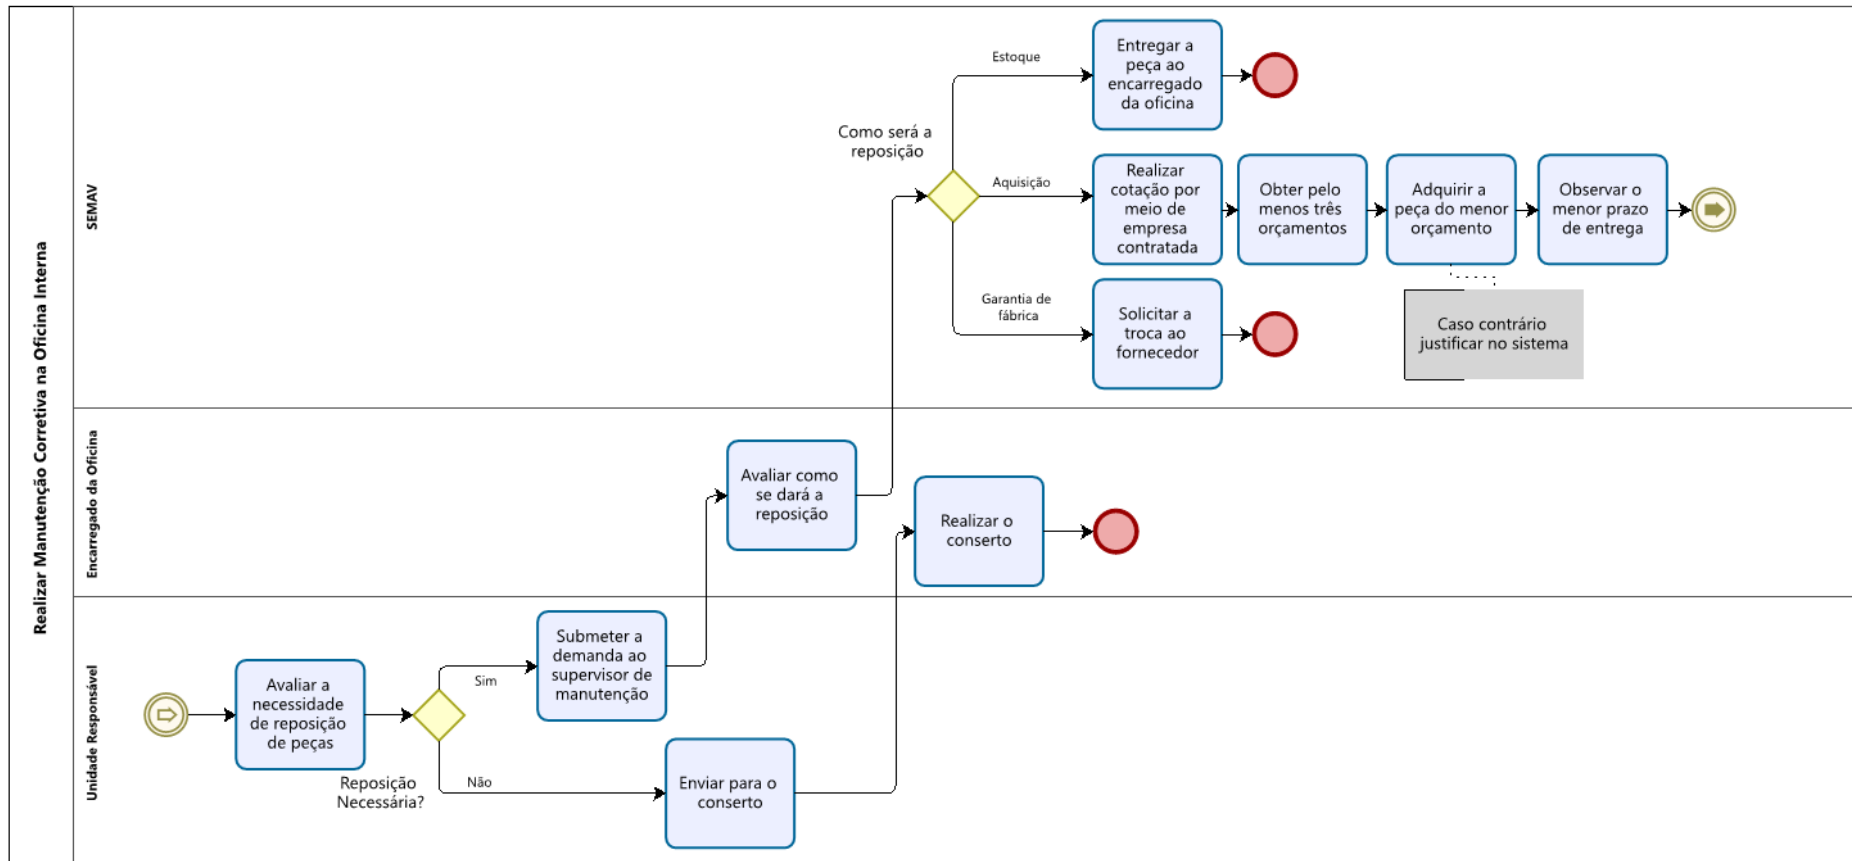 Realizar Manutenção Corretiva na Oficina Interna
SEMAV
Como será a
reposição
Estoque
Entregar a
peça ao
encarregado
da oficina
Aquisição
Realizar
cotação por
meio de
empresa
contratada
Obter pelo
menos três
orçamentos
Adquirir a
peça do menor
orçamento
Observar o
menor prazo
de entrega
Garantia de
fábrica
Solicitar a
troca ao
fornecedor
Caso contrário
justificar no sistema
Encarregado da Oficina
Avaliar como
se dará a
reposição
Realizar o
conserto
Unidade Responsável
Avaliar a
necessidade
de reposição
de peças
Reposição
Necessária?
Sim
Submeter a
demanda ao
supervisor de
manutenção
Não
Enviar para o
conserto